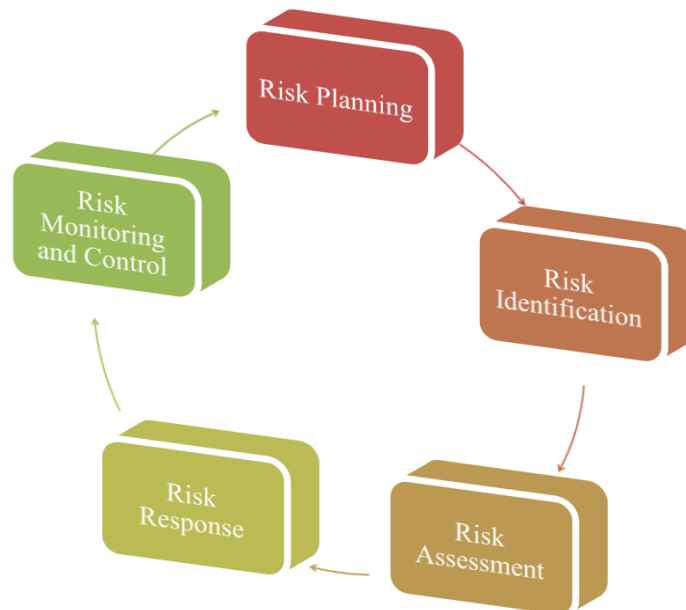 Risk Planning
Risk
Identification
Risk
Assessment
Risk
Response
Risk
Monitoring
and Control